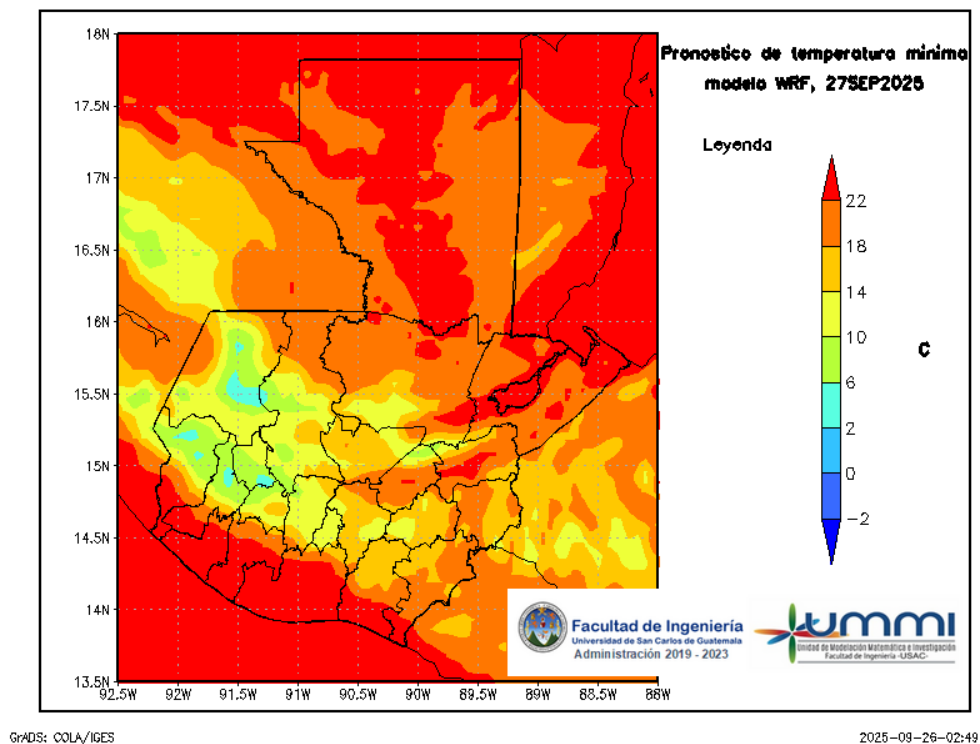 Pronostico de temperatura minima
modelo WRF, 27SEP2025
Leyenda
22
18
14
10
6
2
0
−2
C
18N
17.5N
17N
16.5N
16N
15.5N
15N
14.5N
14N
13.5N
92.5W
92W
91.5W
91W
90.5W
90W
89.5W
89W
88.5W
88W
Facultad de Ingeniería
Universidad de San Carlos de Guatemala
Administración 2019 - 2023
ummi
Unidad de Modelación Matemática e Investigación
Facultad de Ingeniería -USAC-
GrADS: COLA/IGES
2025-09-26-02:49